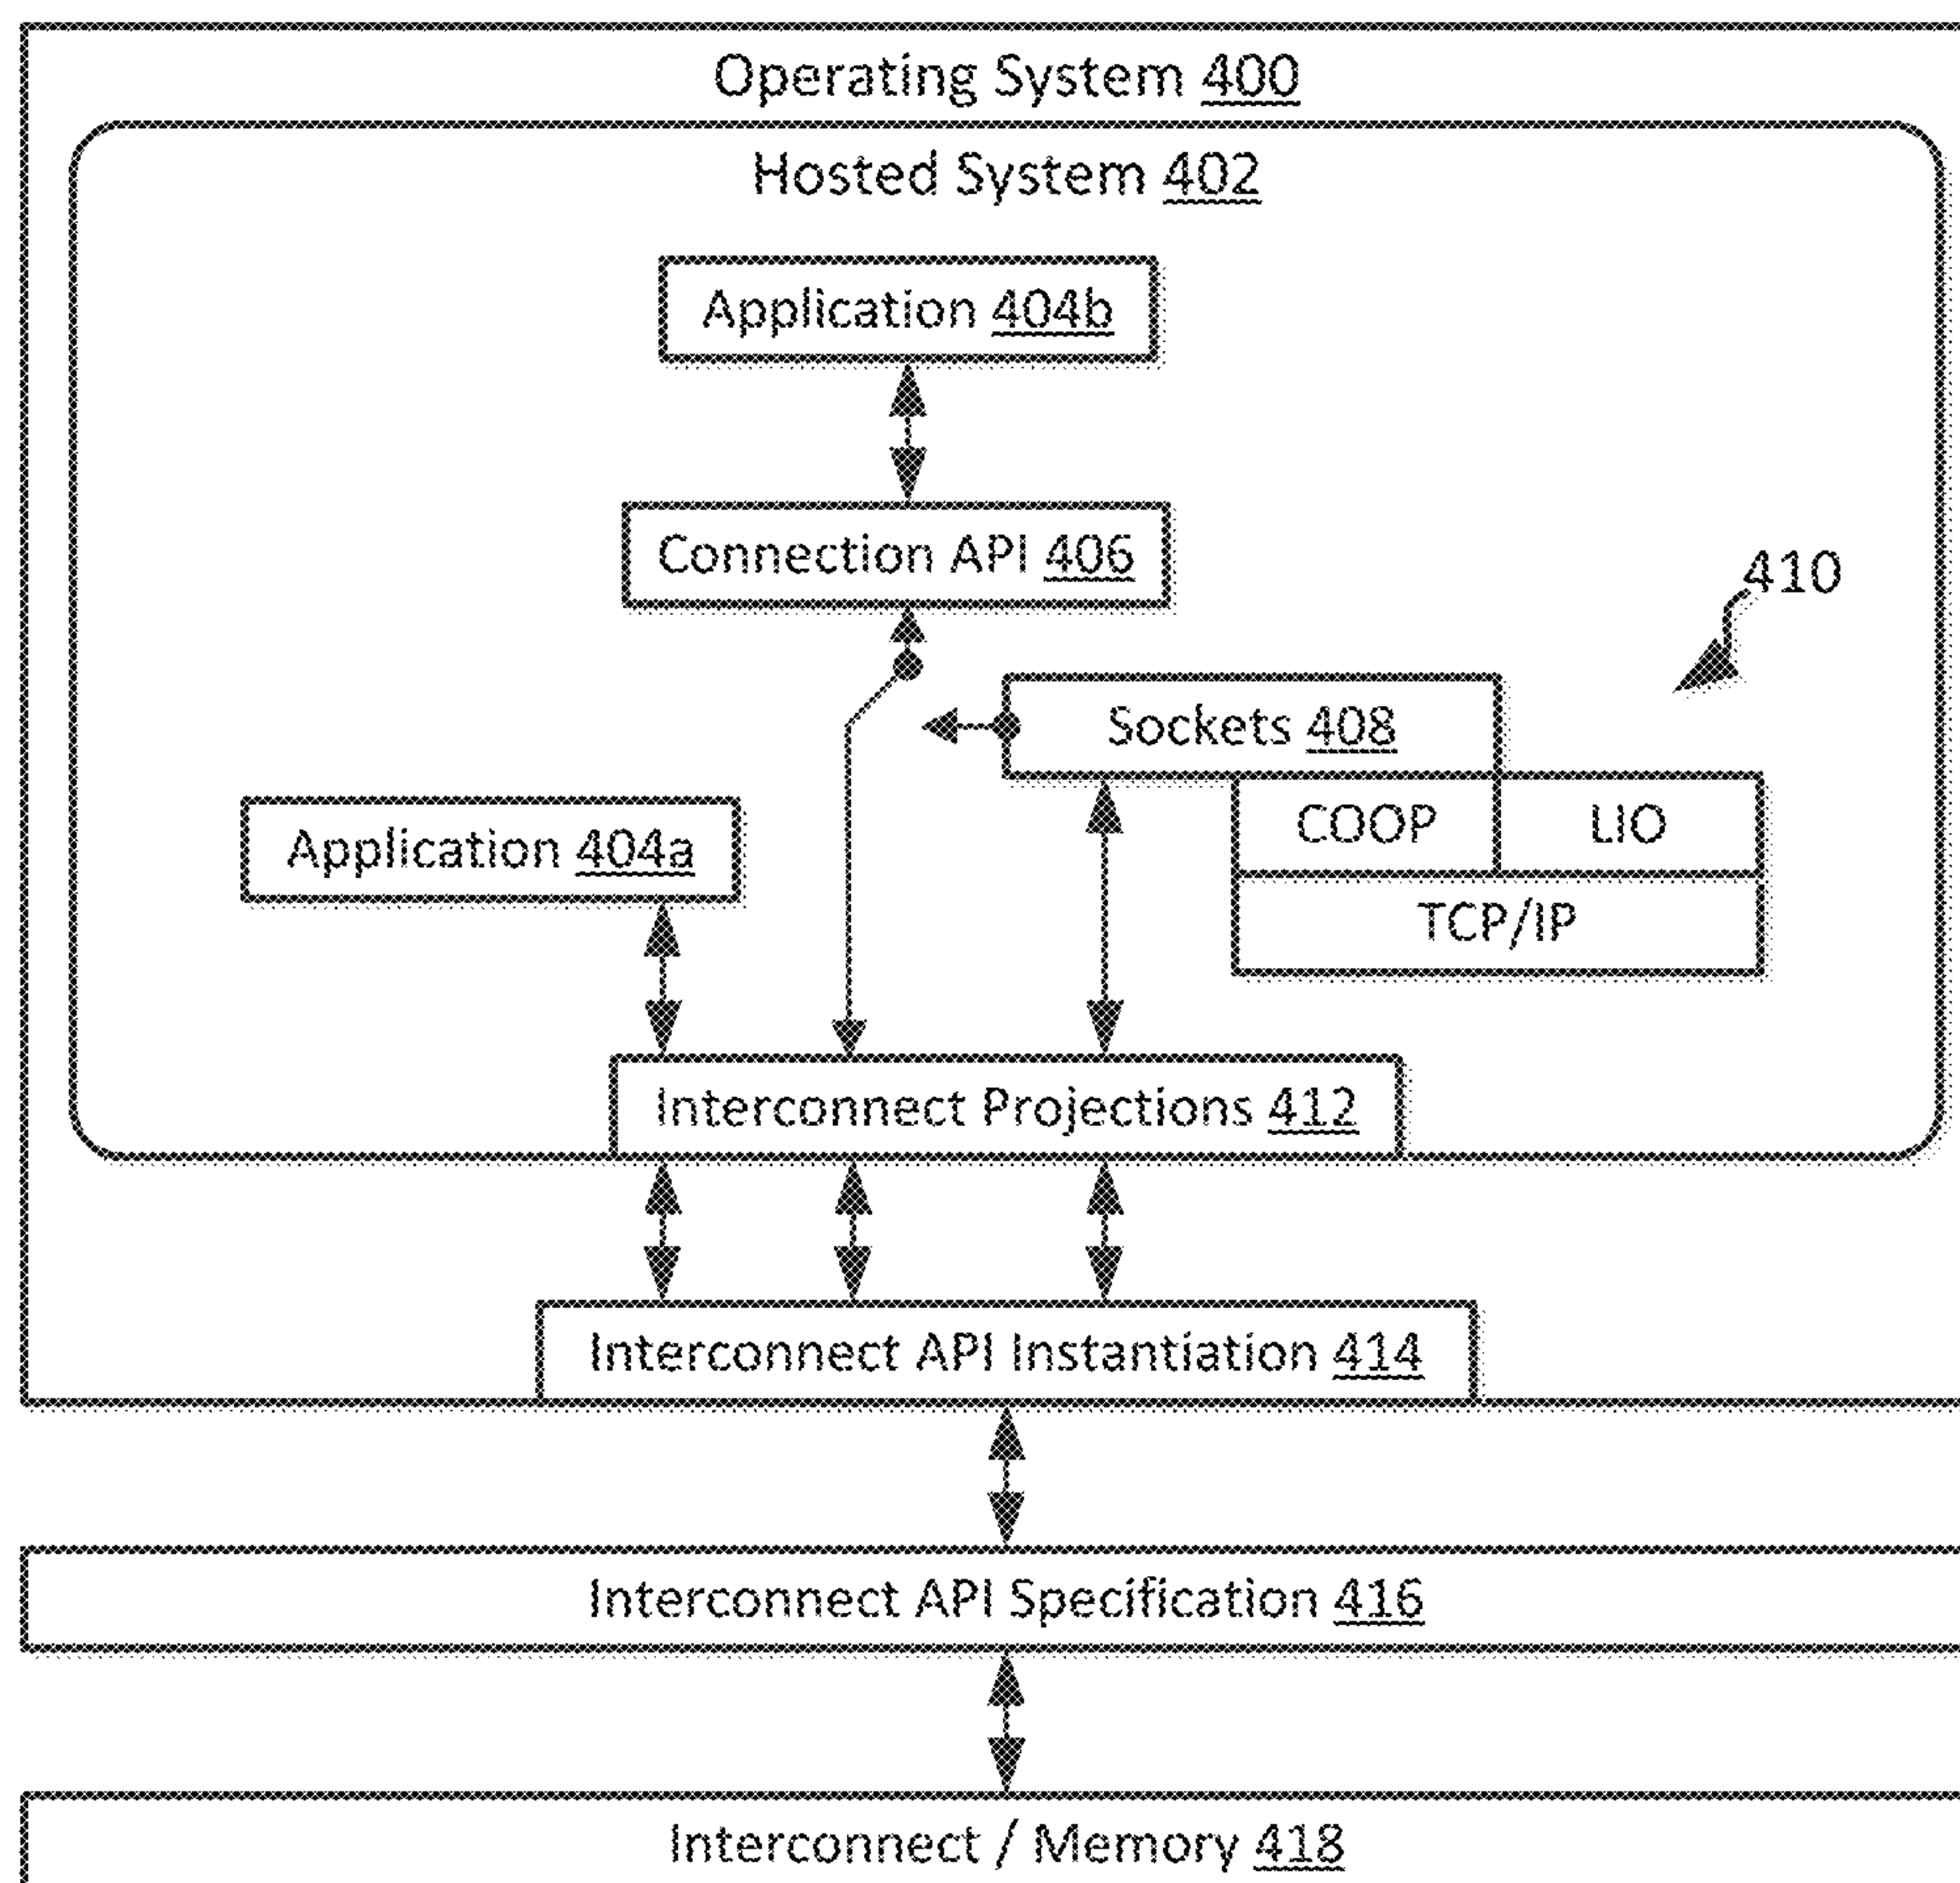 Operating System 400
Hosted System 402
Application 404b
Connection API 406
410
Sockets 408
COOP
LIO
Application 404a
TCP/IP
Interconnect Projections 412
Interconnect API Instantiation 414
Interconnect API Specification 416
Interconnect / Memory 418